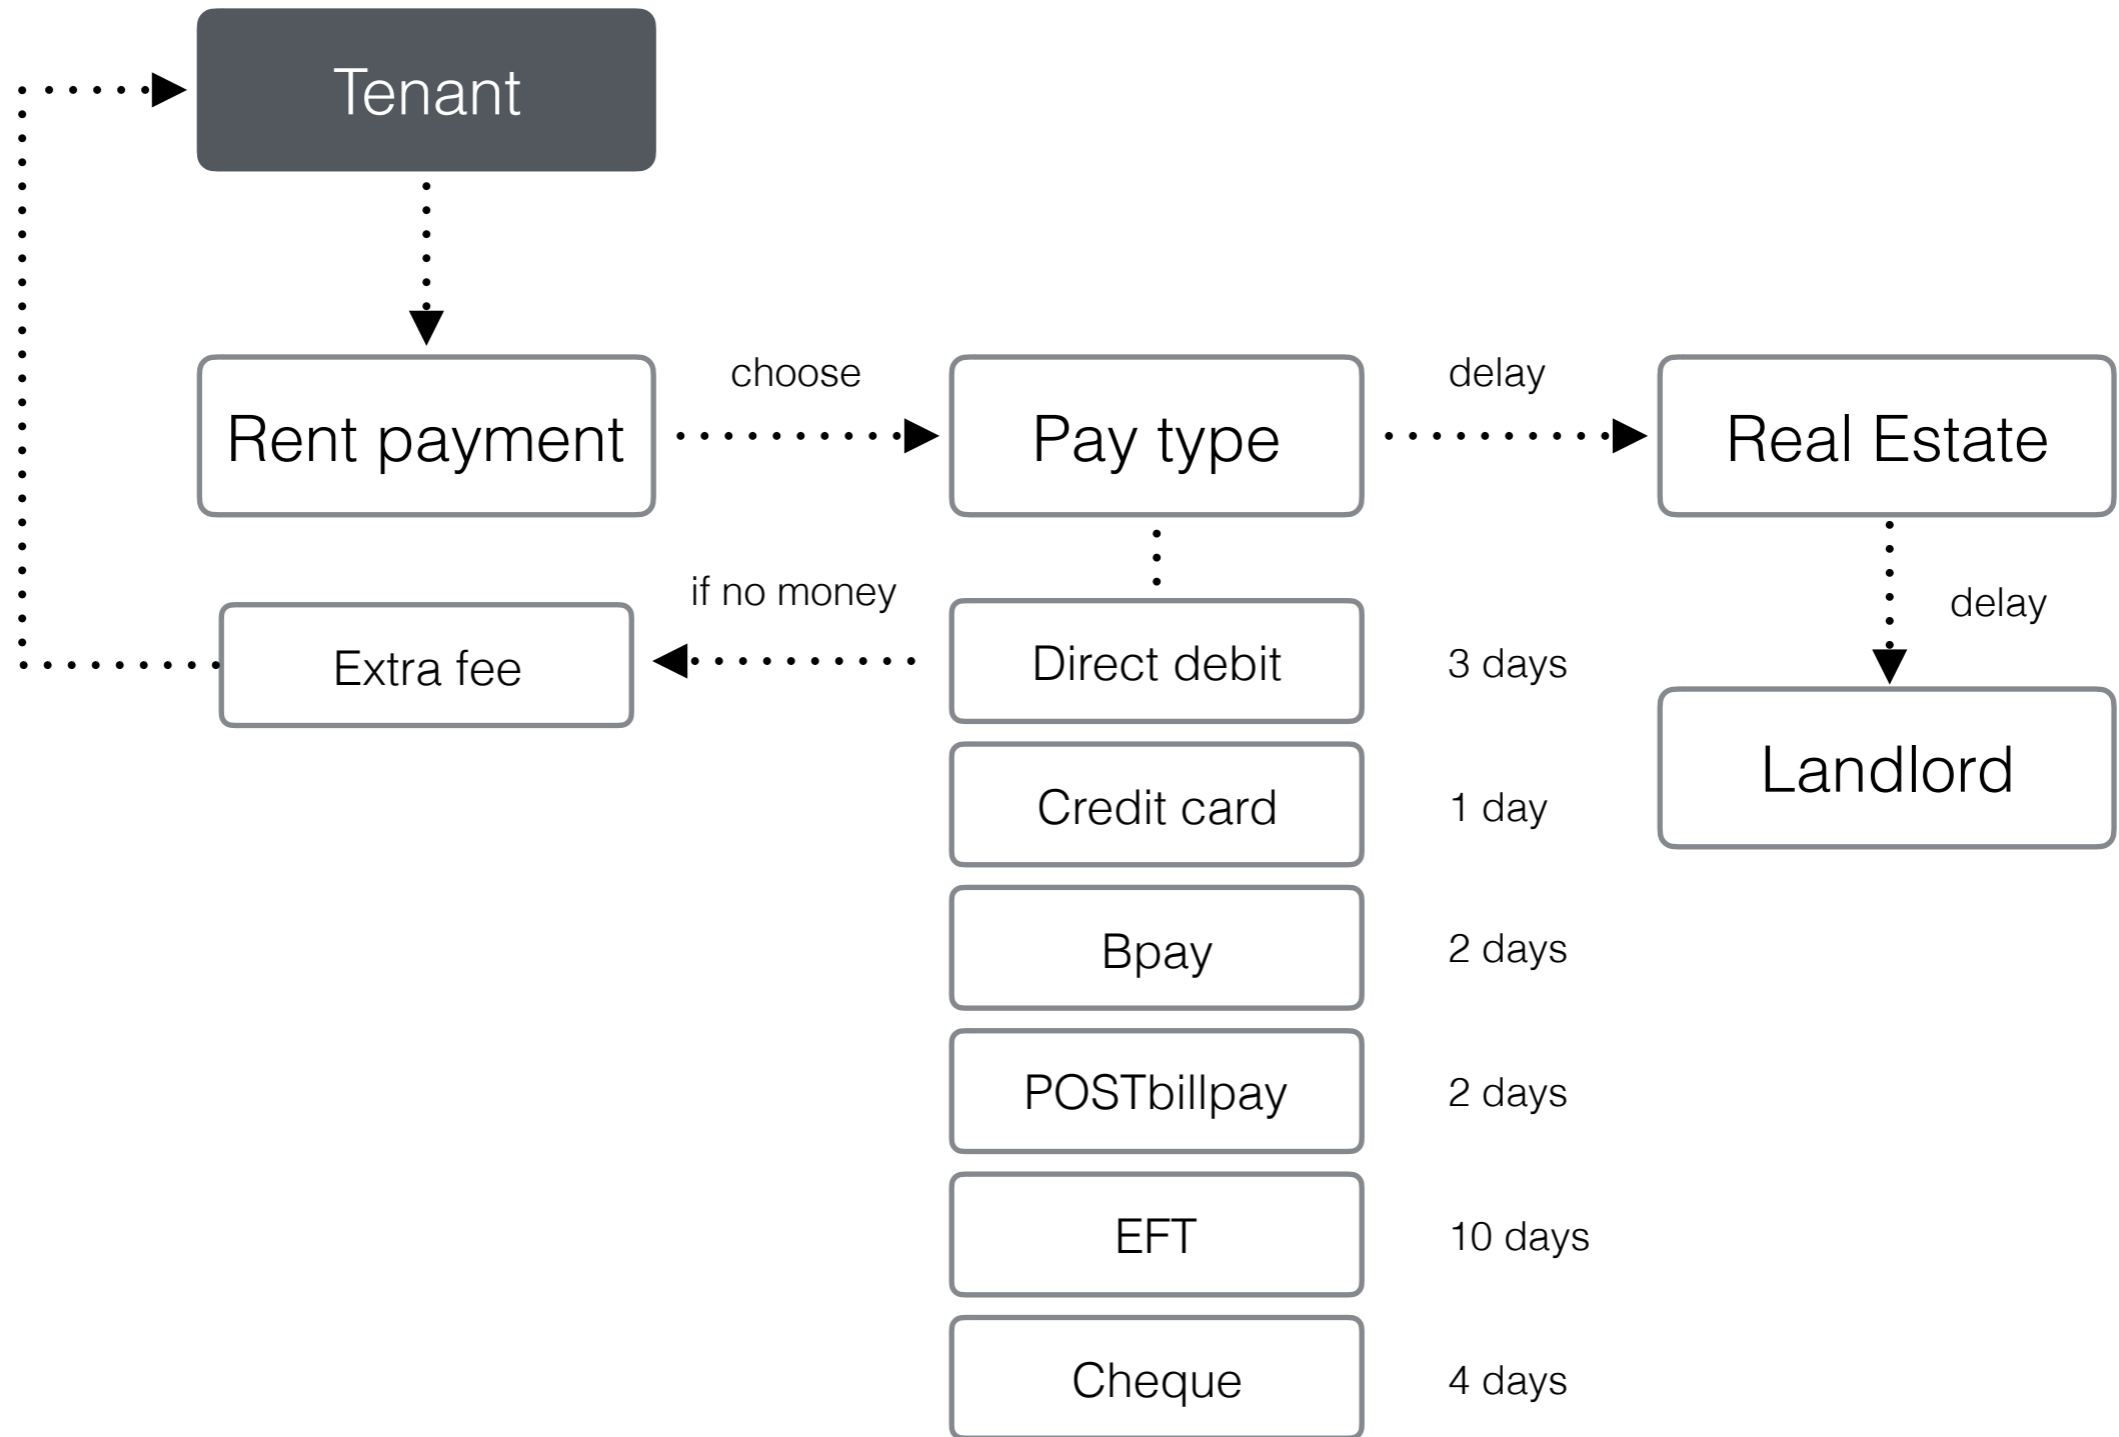 Tenant
choose
delay
Rent payment
Pay type
Real Estate
if no money
delay
Extra fee
Direct debit
3 days
Landlord
Credit card
1 day
Bpay
2 days
POSTbillpay
2 days
EFT
10 days
Cheque
4 days